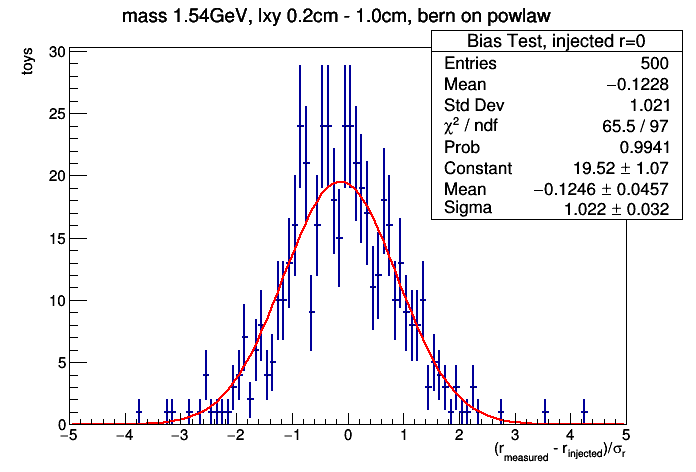 mass 1.54GeV, lxy 0.2cm - 1.0cm, bern on powlaw
toys
Bias Test, injected r=0
Entries 500
Mean −0.1228
Std Dev 1.021
χ² / ndf 65.5 / 97
Prob 0.9941
Constant 19.52 ± 1.07
Mean −0.1246 ± 0.0457
Sigma 1.022 ± 0.032
30
25
20
15
10
5
0
−5 −4 −3 −2 −1 0 1 2 3 4 5
(r_measured - r_injected)/σ_r